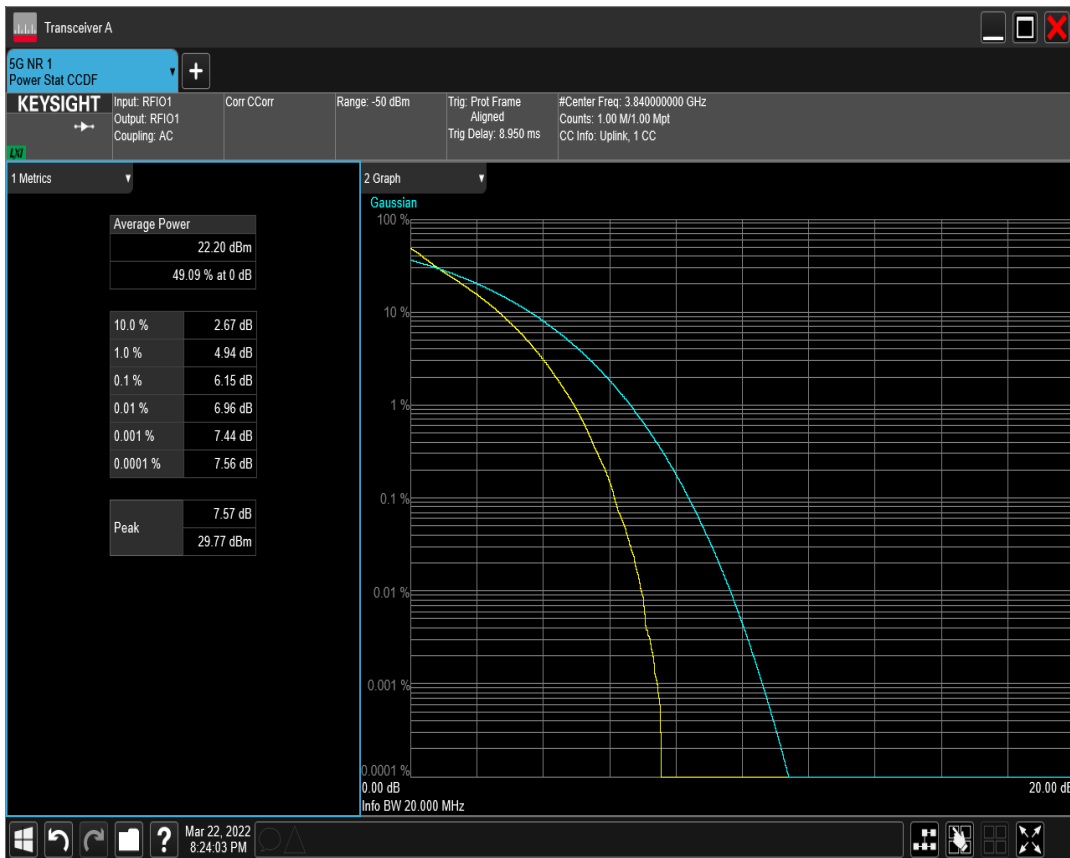 Transceiver A
5G NR 1
Power Stat CCDF
KEYSIGHT
LXI
Input: RFIO1
Output: RFIO1
Coupling: AC
Corr CCorr
Range: -50 dBm
Trig: Prot Frame
Aligned
Trig Delay: 8.950 ms
#Center Freq: 3.840000000 GHz
Counts: 1.00 M/1.00 Mpt
CC Info: Uplink, 1 CC
1 Metrics
Average Power
22.20 dBm
49.09 % at 0 dB
10.0 % 2.67 dB
1.0 % 4.94 dB
0.1 % 6.15 dB
0.01 % 6.96 dB
0.001 % 7.44 dB
0.0001 % 7.56 dB
Peak
7.57 dB
29.77 dBm
2 Graph
Gaussian
100 %
10 %
1 %
0.1 %
0.01 %
0.001 %
0.0001 %
0.00 dB 20.00 dB
Info BW 20.000 MHz
?
Mar 22, 2022
8:24:03 PM